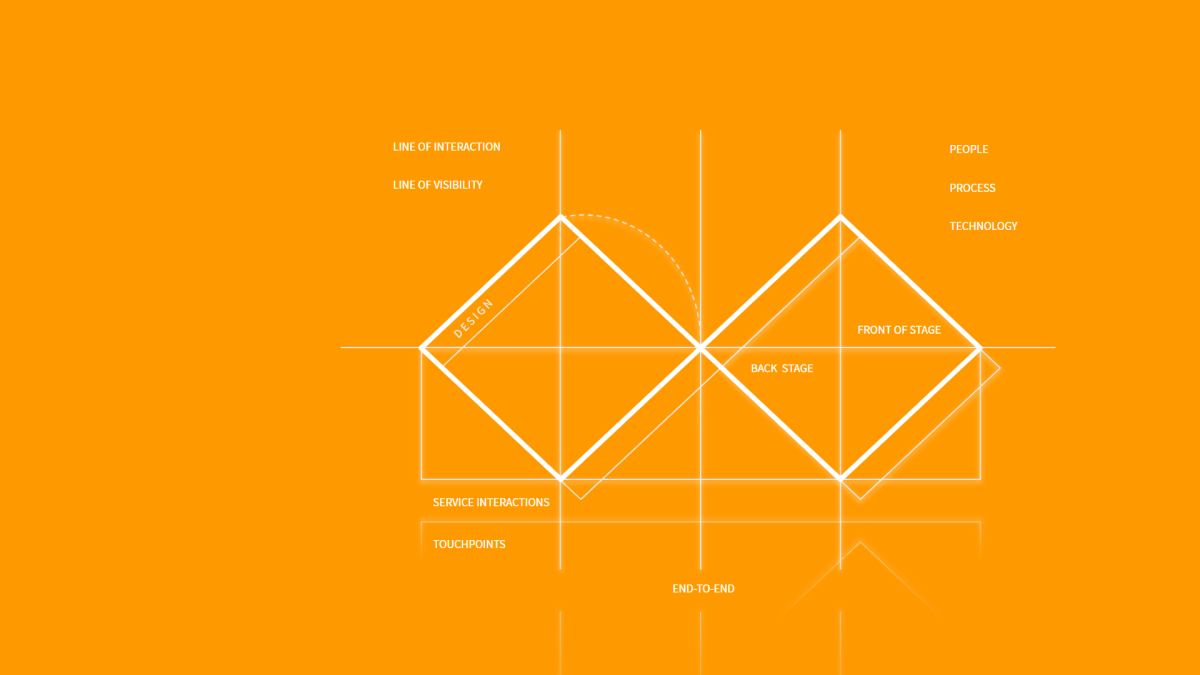 LINE OF INTERACTION
LINE OF VISIBILITY
PEOPLE
PROCESS
TECHNOLOGY
DESIGN
FRONT OF STAGE
BACK STAGE
SERVICE INTERACTIONS
TOUCHPOINTS
END-TO-END